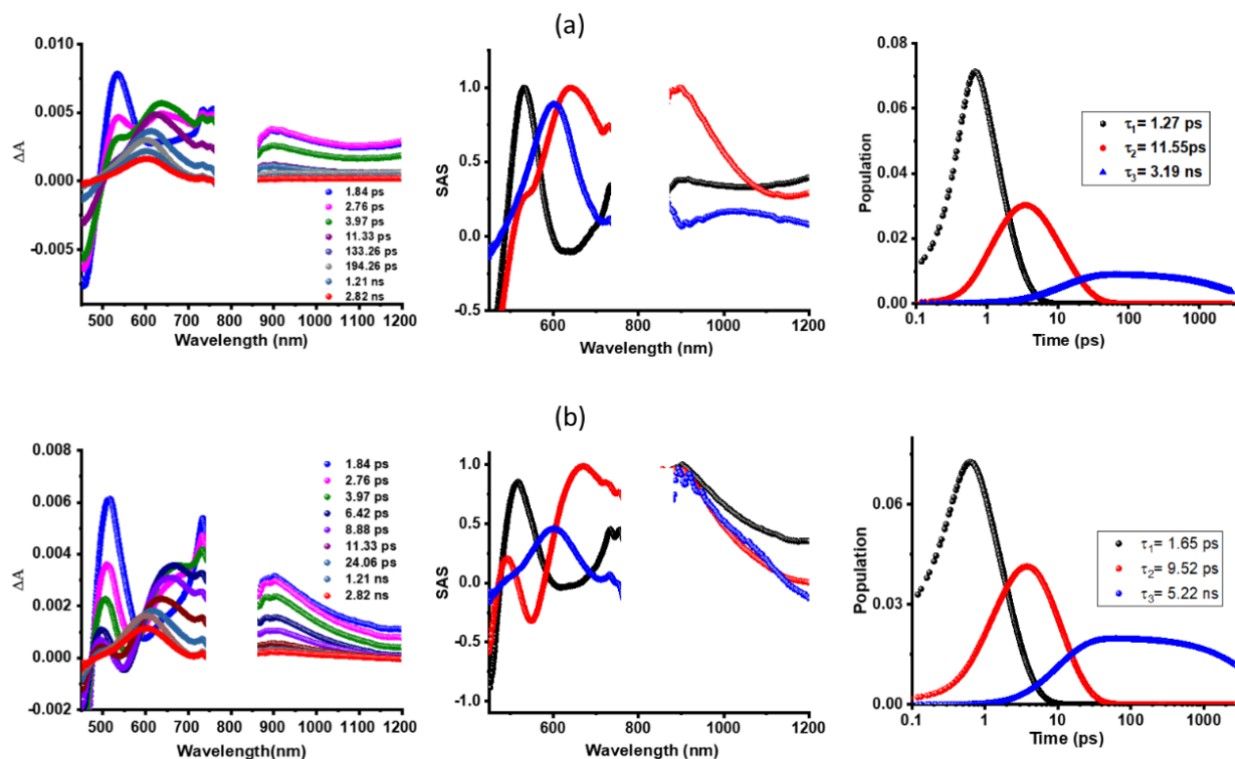 (a)
0.010
0.005
0.000
-0.005
ΔA
500 600 700 800 900 1000 1100 1200
Wavelength (nm)
1.84 ps
2.76 ps
3.97 ps
11.33 ps
133.26 ps
194.26 ps
1.21 ns
2.82 ns
1.0
0.5
0.0
-0.5
SAS
600 800 1000 1200
Wavelength (nm)
0.08
0.06
0.04
0.02
0.00
Population
0.1 1 10 100 1000
Time (ps)
τ1= 1.27 ps
τ2= 11.55ps
τ3= 3.19 ns
(b)
0.008
0.006
0.004
0.002
0.000
-0.002
ΔA
500 600 700 800 900 1000 1100 1200
Wavelength(nm)
1.84 ps
2.76 ps
3.97 ps
6.42 ps
8.88 ps
11.33 ps
24.06 ps
1.21 ns
2.82 ns
1.0
0.5
0.0
-0.5
-1.0
SAS
600 800 1000 1200
Wavelength (nm)
0.06
0.03
0.00
Population
0.1 1 10 100 1000
Time (ps)
τ1= 1.65 ps
τ2= 9.52 ps
τ3= 5.22 ns